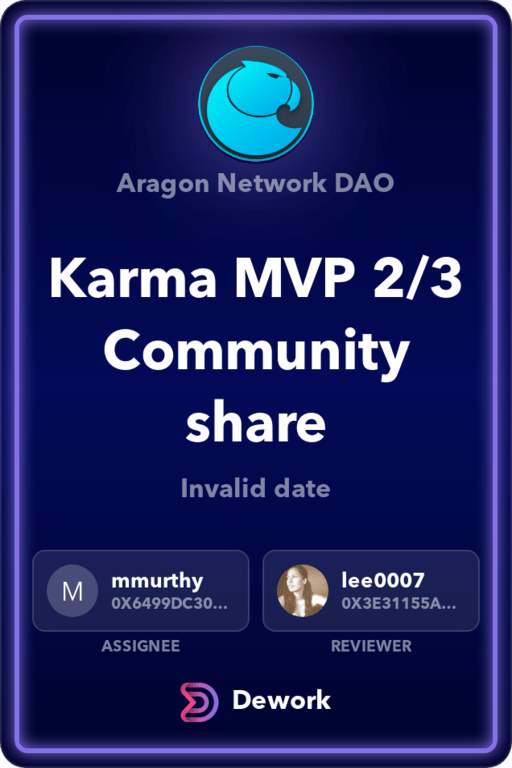 Aragon Network DAO
Karma MVP 2/3
Community
share
Invalid date
M
mmurthy
0X6499DC30...
lee0007
0X3E31155A...
ASSIGNEE
REVIEWER
Dework